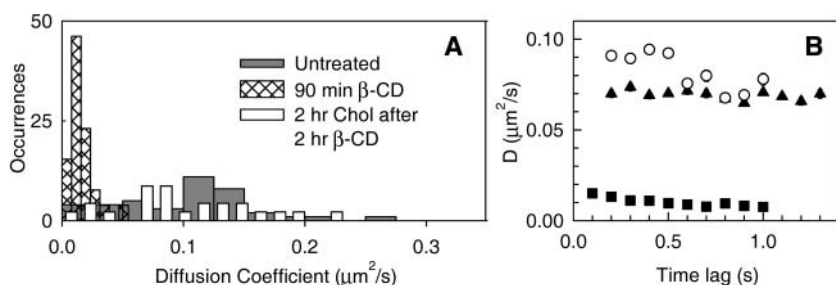 50
25
0
Occurrences
A
Untreated
90 min β-CD
2 hr Chol after
2 hr β-CD
0.0 0.1 0.2 0.3
Diffusion Coefficient (μm²/s)
B
0.10
0.05
0.00
D (μm²/s)
0.0 0.5 1.0
Time lag (s)